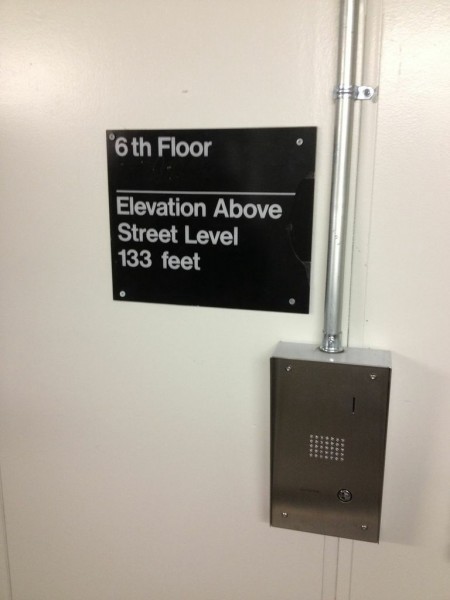 6th Floor
Elevation Above
Street Level
133 feet